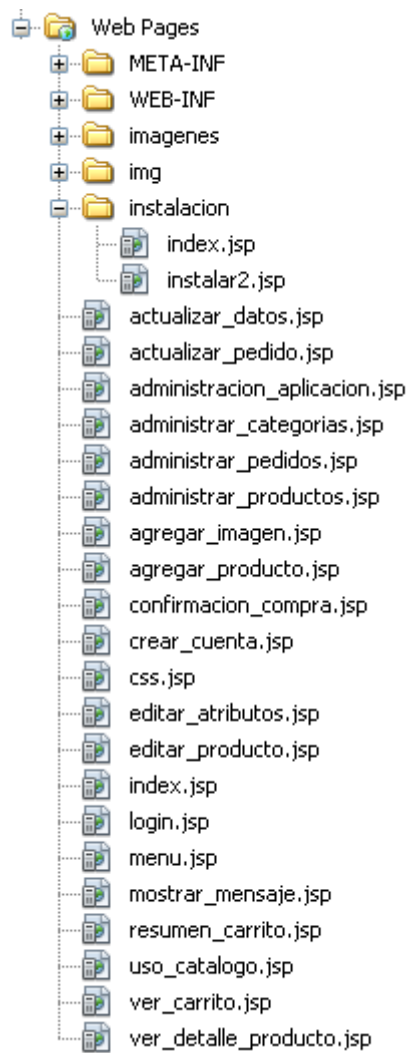 Web Pages
META-INF
WEB-INF
imagenes
img
instalacion
index.jsp
instalar2.jsp
actualizar_datos.jsp
actualizar_pedido.jsp
administracion_aplicacion.jsp
administrar_categorias.jsp
administrar_pedidos.jsp
administrar_productos.jsp
agregar_imagen.jsp
agregar_producto.jsp
confirmacion_compra.jsp
crear_cuenta.jsp
css.jsp
editar_atributos.jsp
editar_producto.jsp
index.jsp
login.jsp
menu.jsp
mostrar_mensaje.jsp
resumen_carrito.jsp
uso_catalogo.jsp
ver_carrito.jsp
ver_detalle_producto.jsp